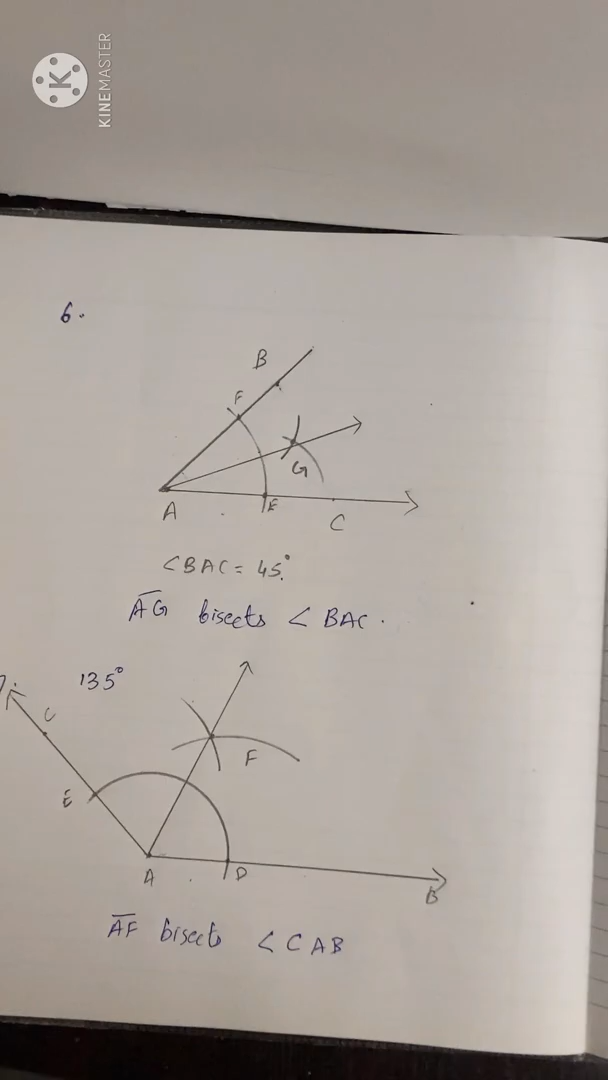 KINEMASTER
6.
B
F
G
A
E
C
∠BAC = 45°
AG bisects ∠BAC.
135°
C
F
E
A
D
B
AF bisects ∠CAB